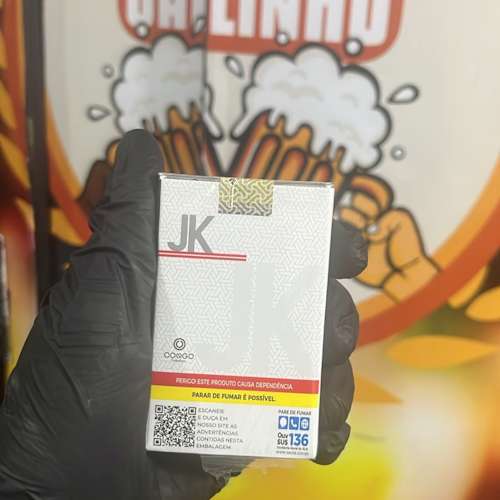 JK
JK
CONGO
PERIGO: ESTE PRODUTO CAUSA DEPENDÊNCIA
PARAR DE FUMAR É POSSÍVEL.
ESCANEIE
E OUÇA EM
NOSSO SITE AS
ADVERTÊNCIAS
CONTIDAS NESTA
EMBALAGEM
PARE DE FUMAR
136